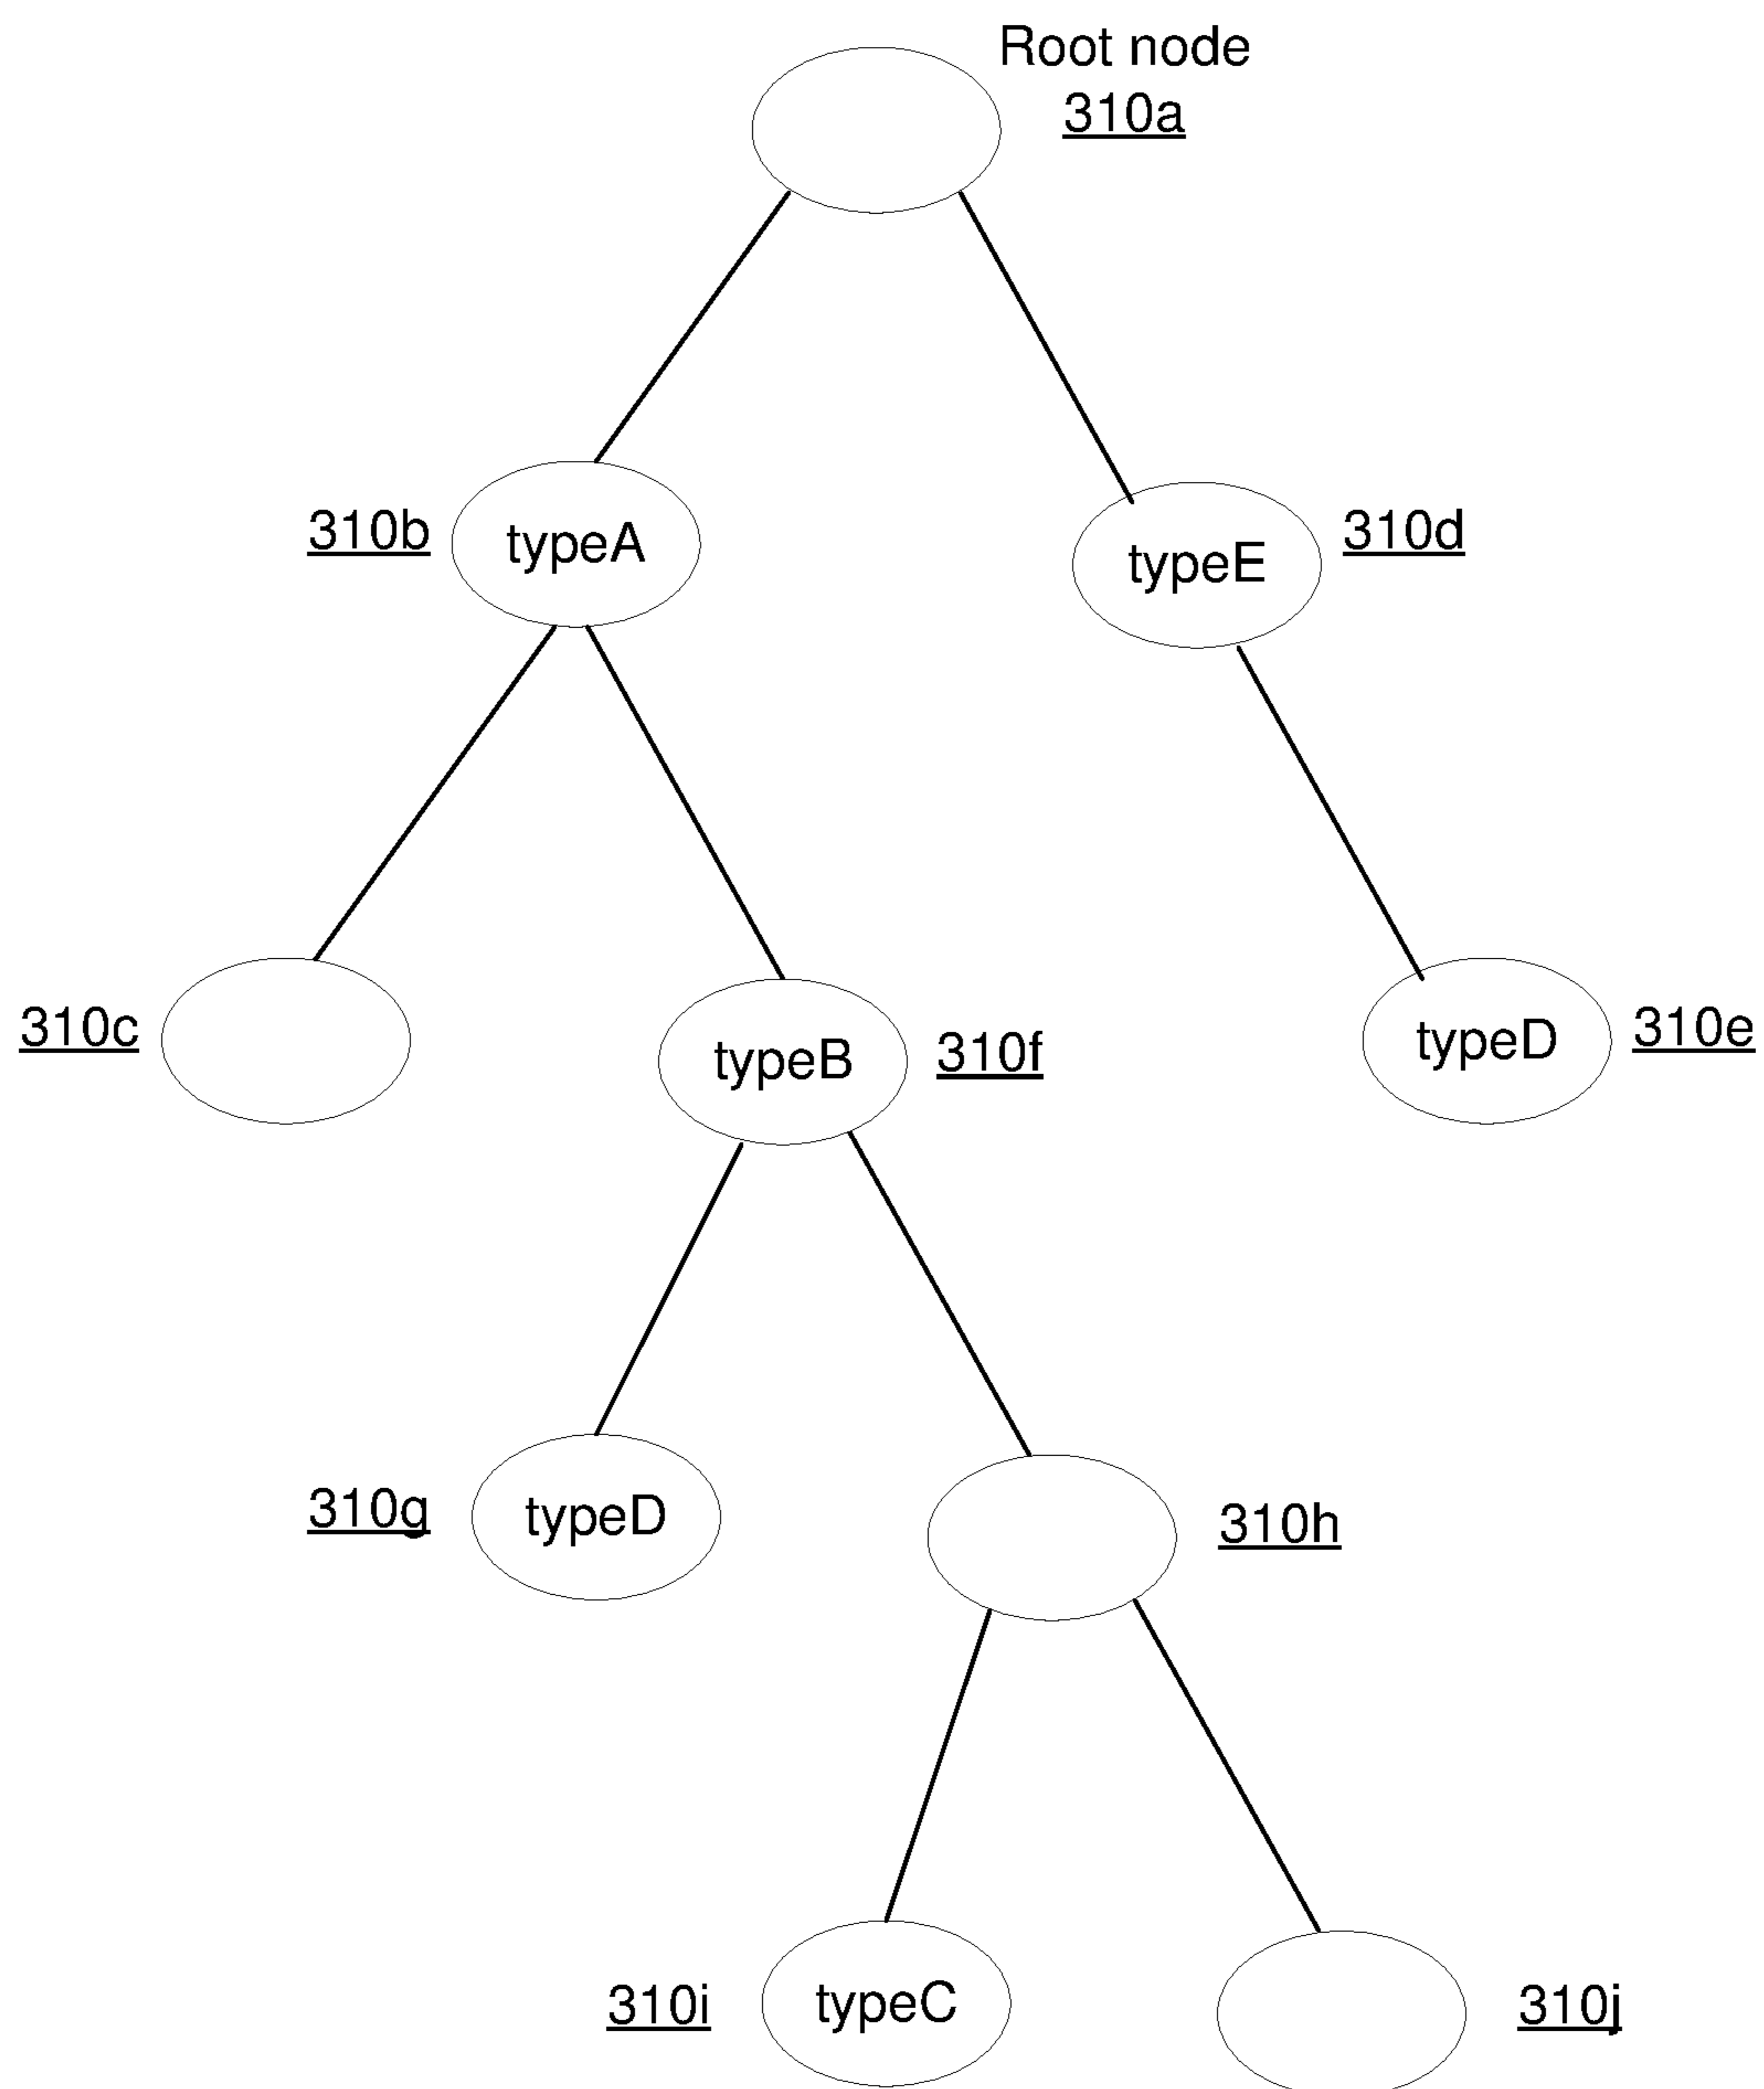 Root node
310a
310b
typeA
typeE
310d
310c
typeB
310f
typeD
310e
310g
typeD
310h
310i
typeC
310j